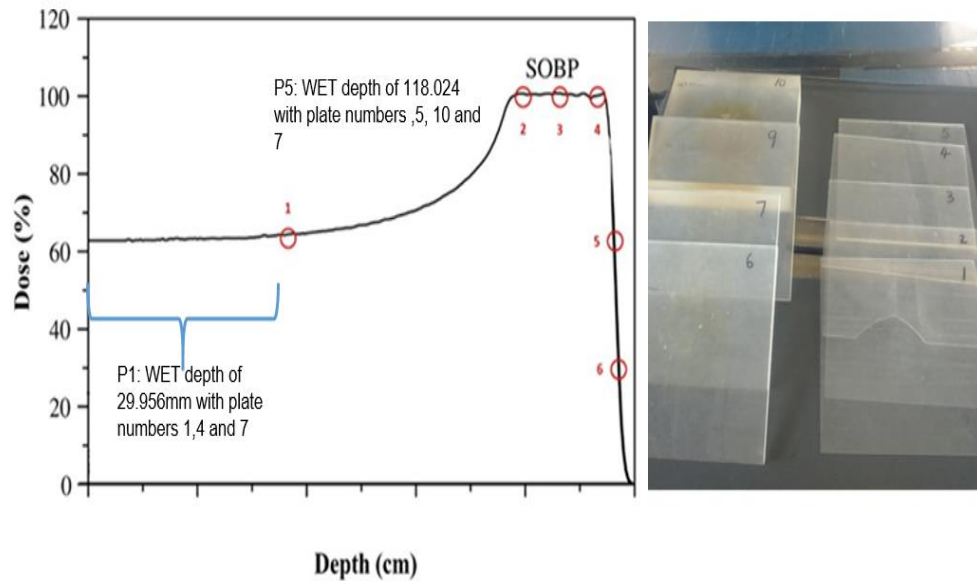 120
100
80
60
40
20
0
Dose (%)
Depth (cm)
SOBP
P5: WET depth of 118.024
with plate numbers ,5, 10 and
7
1
2
3
4
5
6
P1: WET depth of
29.956mm with plate
numbers 1,4 and 7
10
9
7
6
5
4
3
2
1